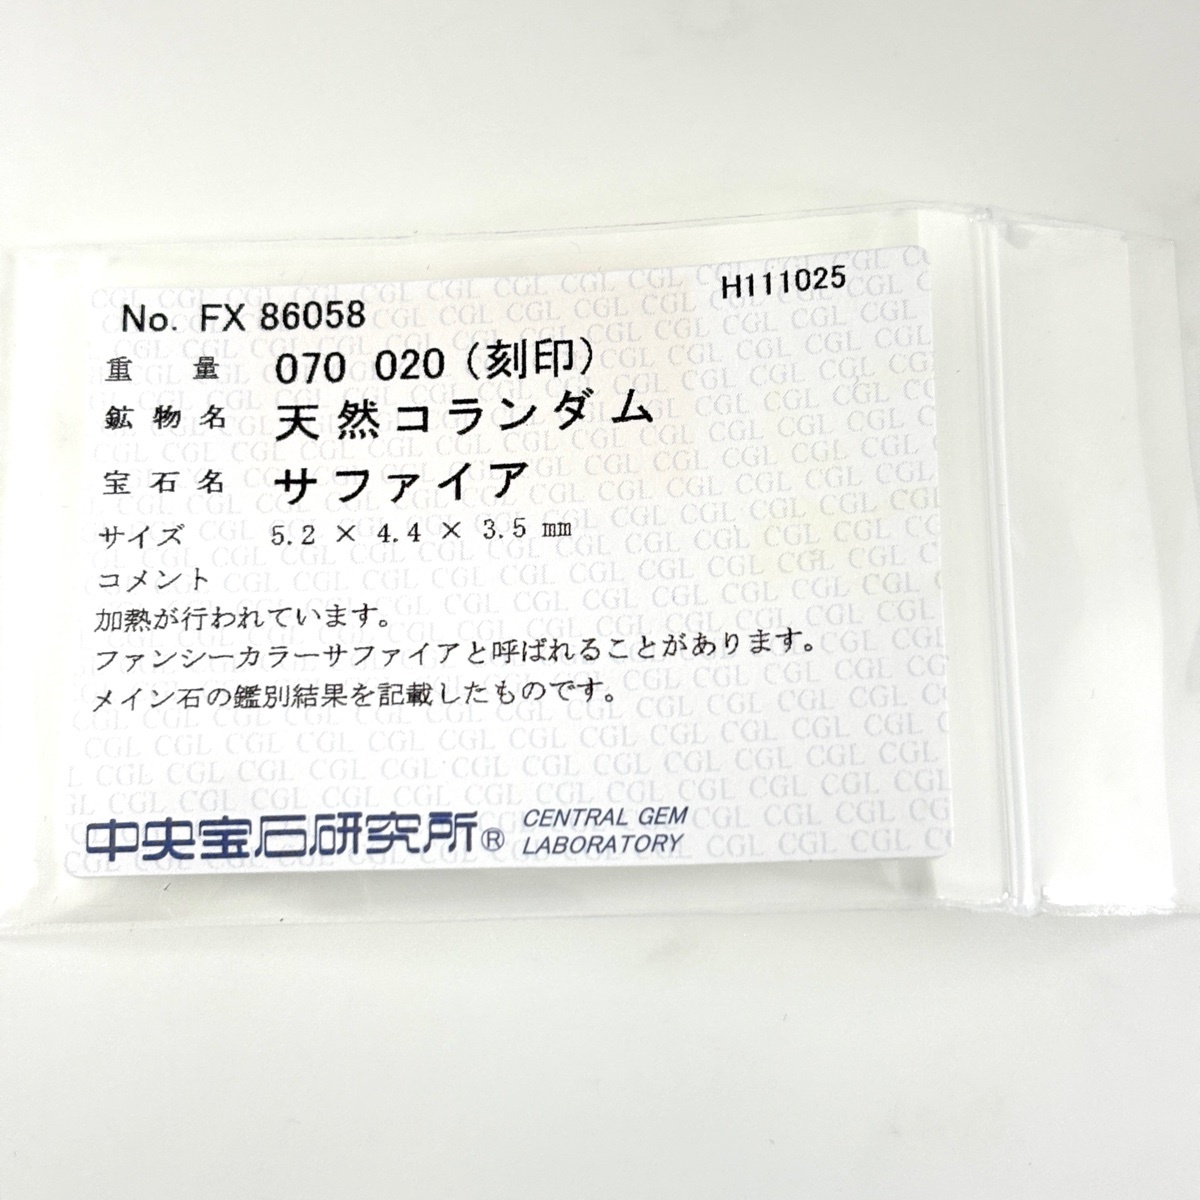 H111025
No. FX 86058
重量 070 020 (刻印)
鉱物名 天然コランダム
宝石名 サファイア
サイズ 5.2 × 4.4 × 3.5 mm
コメント
加熱が行われています。
ファンシーカラーサファイアと呼ばれることがあります。
メイン石の鑑別結果を記載したものです。
中央宝石研究所® CENTRAL GEM
LABORATORY